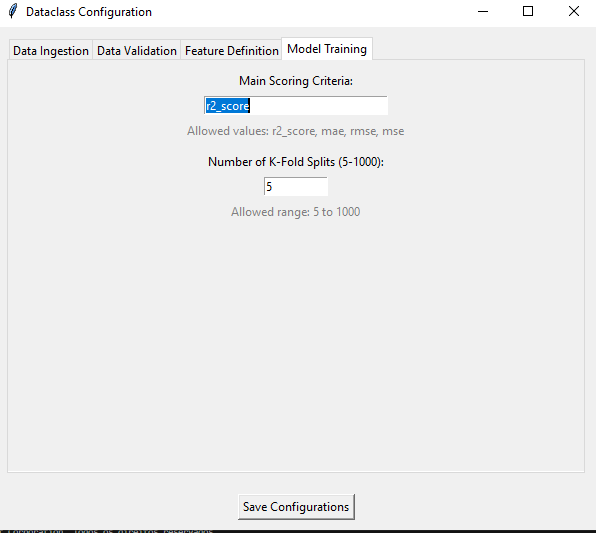 Dataclass Configuration
Data Ingestion Data Validation Feature Definition Model Training
Main Scoring Criteria:
r2_score
Allowed values: r2_score, mae, rmse, mse
Number of K-Fold Splits (5-1000):
5
Allowed range: 5 to 1000
Save Configurations